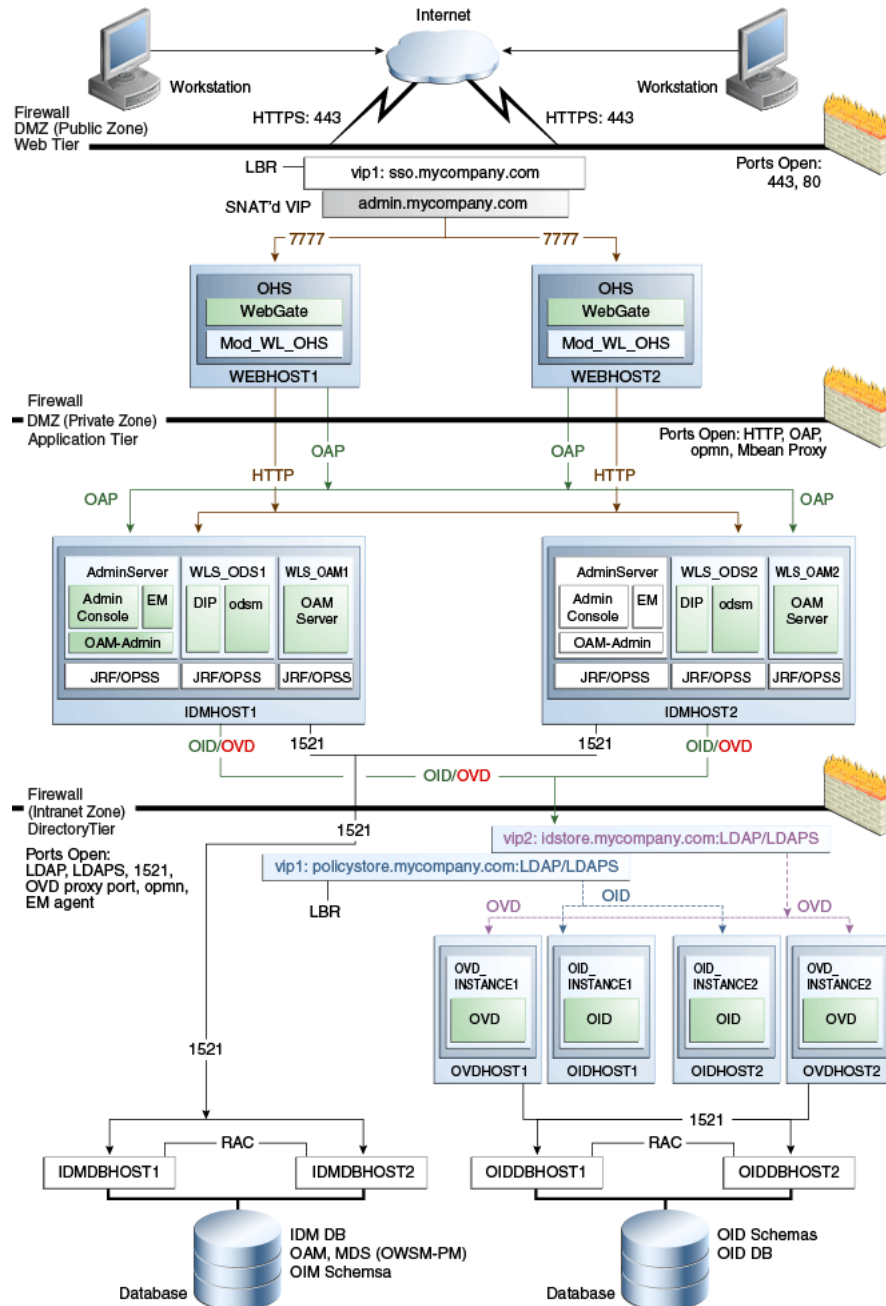 Internet
Workstation
Workstation
HTTPS: 443
HTTPS: 443
Firewall
DMZ (Public Zone)
Web Tier
Ports Open:
443, 80
LBR
vip1: sso.mycompany.com
SNAT'd VIP
admin.mycompany.com
7777
7777
OHS
WebGate
Mod_WL_OHS
WEBHOST1
OHS
WebGate
Mod_WL_OHS
WEBHOST2
Firewall
DMZ (Private Zone)
Application Tier
Ports Open: HTTP, OAP,
opmn, Mbean Proxy
OAP
OAP
HTTP
HTTP
OAP
OAP
AdminServer
Admin
Console
EM
OAM-Admin
JRF/OPSS
WLS_ODS1
DIP
odsm
JRF/OPSS
WLS_OAM1
OAM
Server
JRF/OPSS
IDMHOST1
AdminServer
Admin
Console
EM
OAM-Admin
JRF/OPSS
WLS_ODS2
DIP
odsm
JRF/OPSS
WLS_OAM2
OAM
Server
JRF/OPSS
IDMHOST2
OID/OVD
1521
1521
OID/OVD
OID/OVD
Firewall
(Intranet Zone)
DirectoryTier
Ports Open:
LDAP, LDAPS, 1521,
OVD proxy port, opmn,
EM agent
1521
vip2: idstore.mycompany.com:LDAP/LDAPS
vip1: policystore.mycompany.com:LDAP/LDAPS
LBR
OVD
OID
OVD
OVD_
INSTANCE1
OVD
OVDHOST1
OID_
INSTANCE1
OID
OIDHOST1
OID_
INSTANCE2
OID
OIDHOST2
OVD_
INSTANCE2
OVD
OVDHOST2
1521
1521
RAC
IDMDBHOST1
IDMDBHOST2
RAC
OIDDBHOST1
OIDDBHOST2
IDM DB
OAM, MDS (OWSM-PM)
OIM Schemsa
Database
OID Schemas
OID DB
Database